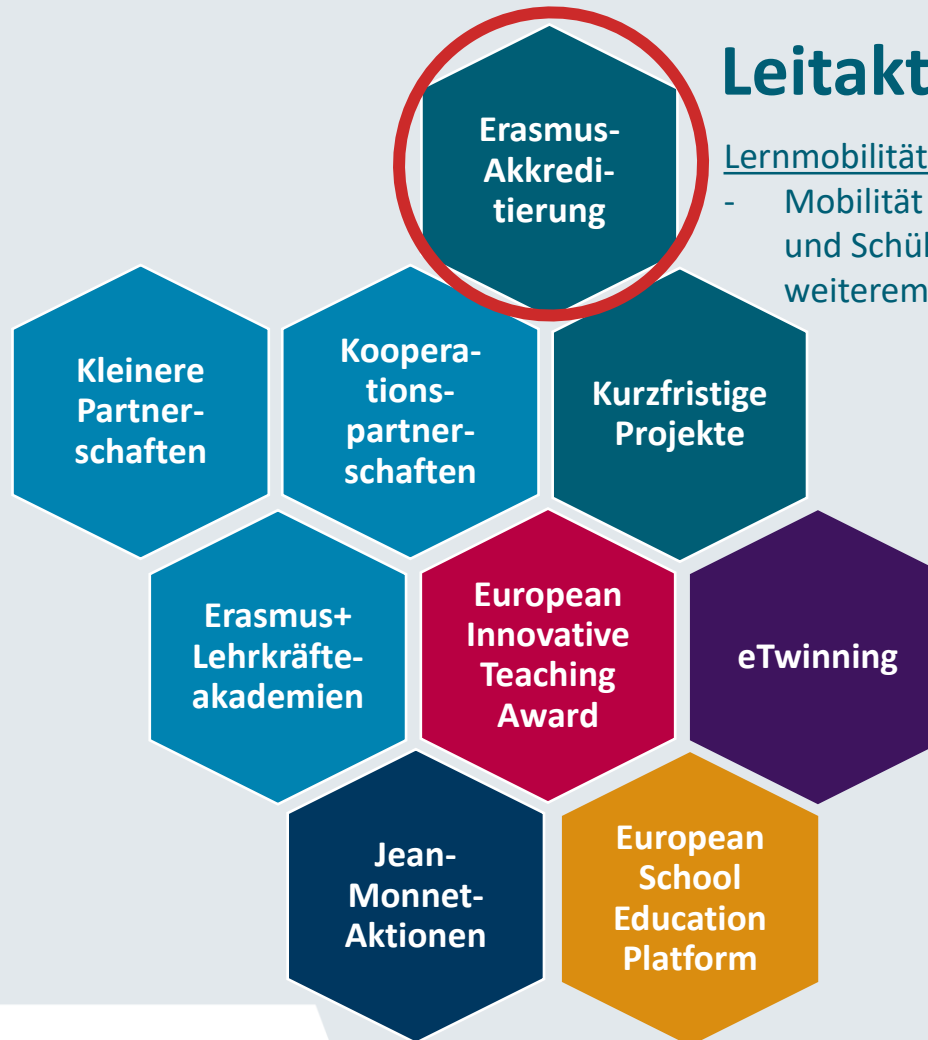 Leitakt
Lernmobilität
- Mobilität
und Schül
weiterem
Erasmus-
Akkredi-
tierung
Kleinere
Partner-
schaften
Koopera-
tions-
partner-
schaften
Kurzfristige
Projekte
Erasmus+
Lehrkräfte-
akademien
European
Innovative
Teaching
Award
eTwinning
Jean-
Monnet-
Aktionen
European
School
Education
Platform